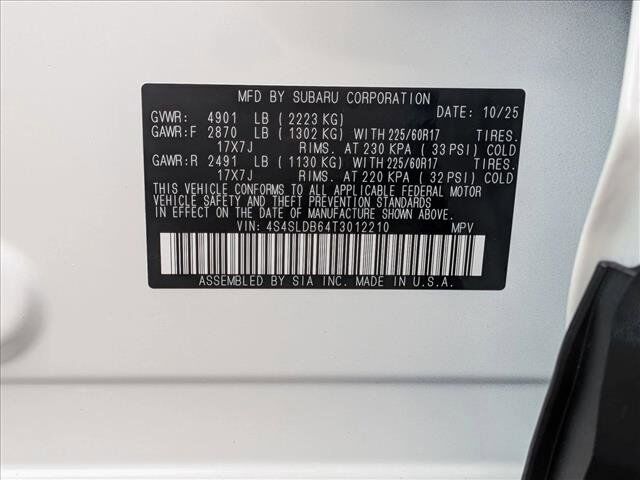 MFD BY SUBARU CORPORATION
GVWR: 4901 LB ( 2223 KG) DATE: 10/25
GAWR:F 2870 LB ( 1302 KG) WITH 225/60R17 TIRES.
17X7J RIMS. AT 230 KPA ( 33 PSI) COLD
GAWR:R 2491 LB ( 1130 KG) WITH 225/60R17 TIRES.
17X7J RIMS. AT 220 KPA ( 32 PSI) COLD
THIS VEHICLE CONFORMS TO ALL APPLICABLE FEDERAL MOTOR
VEHICLE SAFETY AND THEFT PREVENTION STANDARDS
IN EFFECT ON THE DATE OF MANUFACTURE SHOWN ABOVE.
VIN: 4S4SLDB64T3012210 MPV
ASSEMBLED BY SIA INC. MADE IN U.S.A.